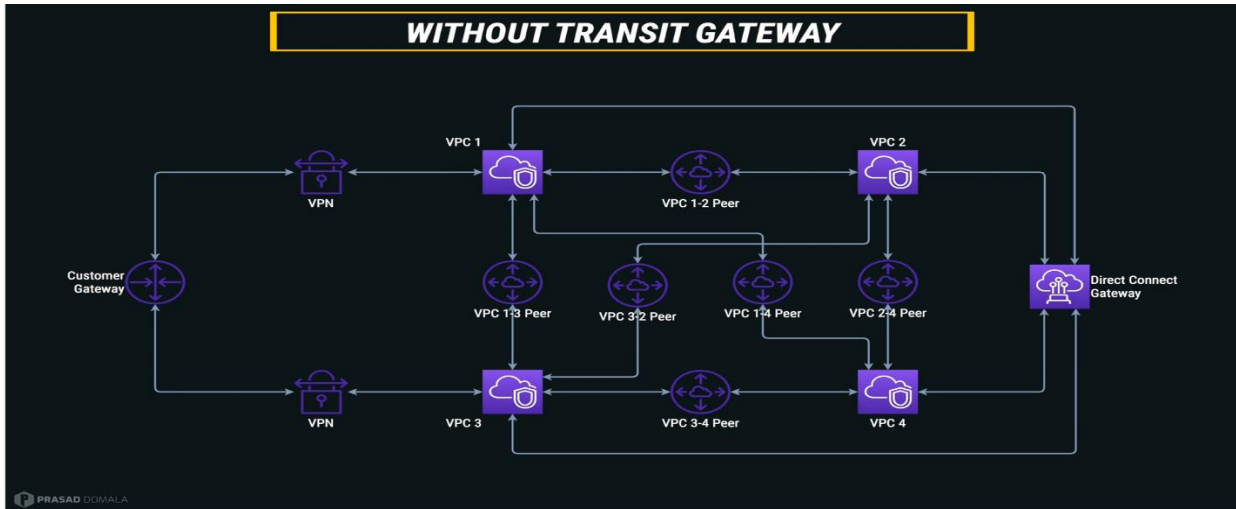 WITHOUT TRANSIT GATEWAY
VPC 1
VPC 2
VPN
VPC 1-2 Peer
Customer
Gateway
Direct Connect
Gateway
VPC 1-3 Peer
VPC 3-2 Peer
VPC 1-4 Peer
VPC 2-4 Peer
VPN
VPC 3
VPC 3-4 Peer
VPC 4
PRASAD DOMALA